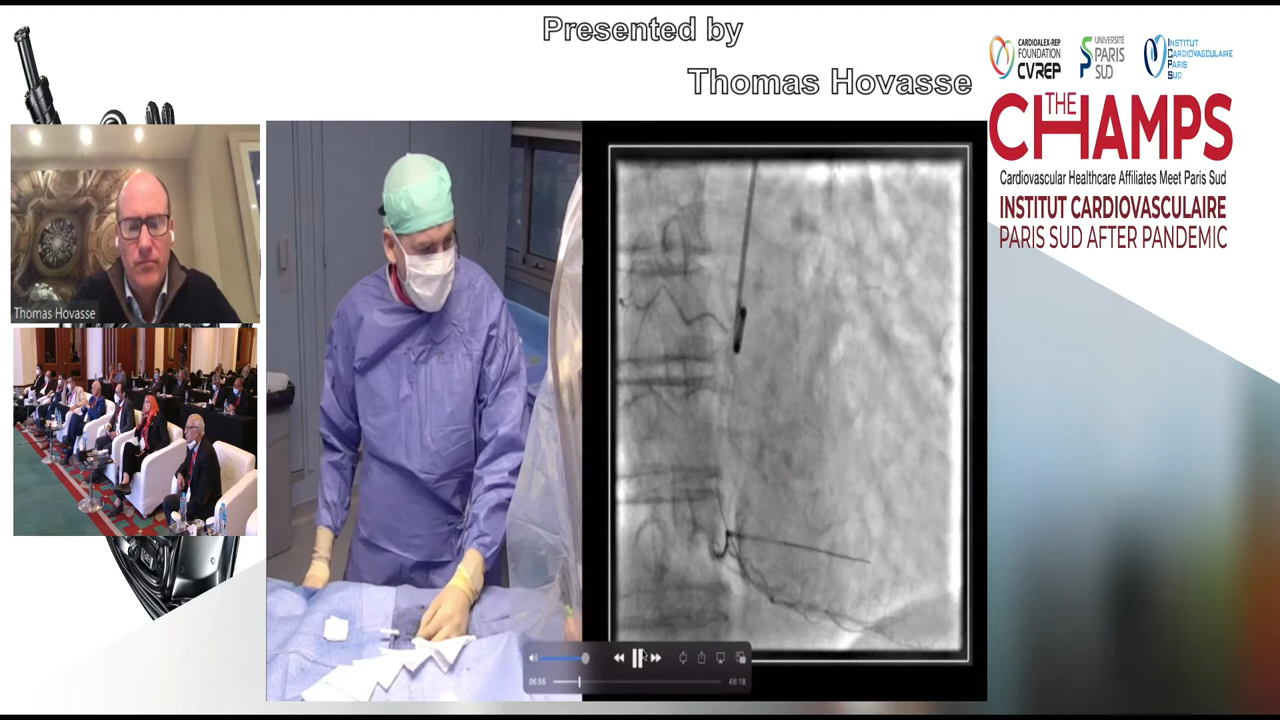 Presented by
Thomas Hovasse
CARDIOALEX-REP
FOUNDATION
CVREP
UNIVERSITÉ
PARIS
SUD
INSTITUT
CARDIOVASCULAIRE
PARIS
SUD
THE
CHAMPS
Cardiovascular Healthcare Affiliates Meet Paris Sud
INSTITUT CARDIOVASCULAIRE
PARIS SUD AFTER PANDEMIC
Thomas Hovasse
06:56
46:18